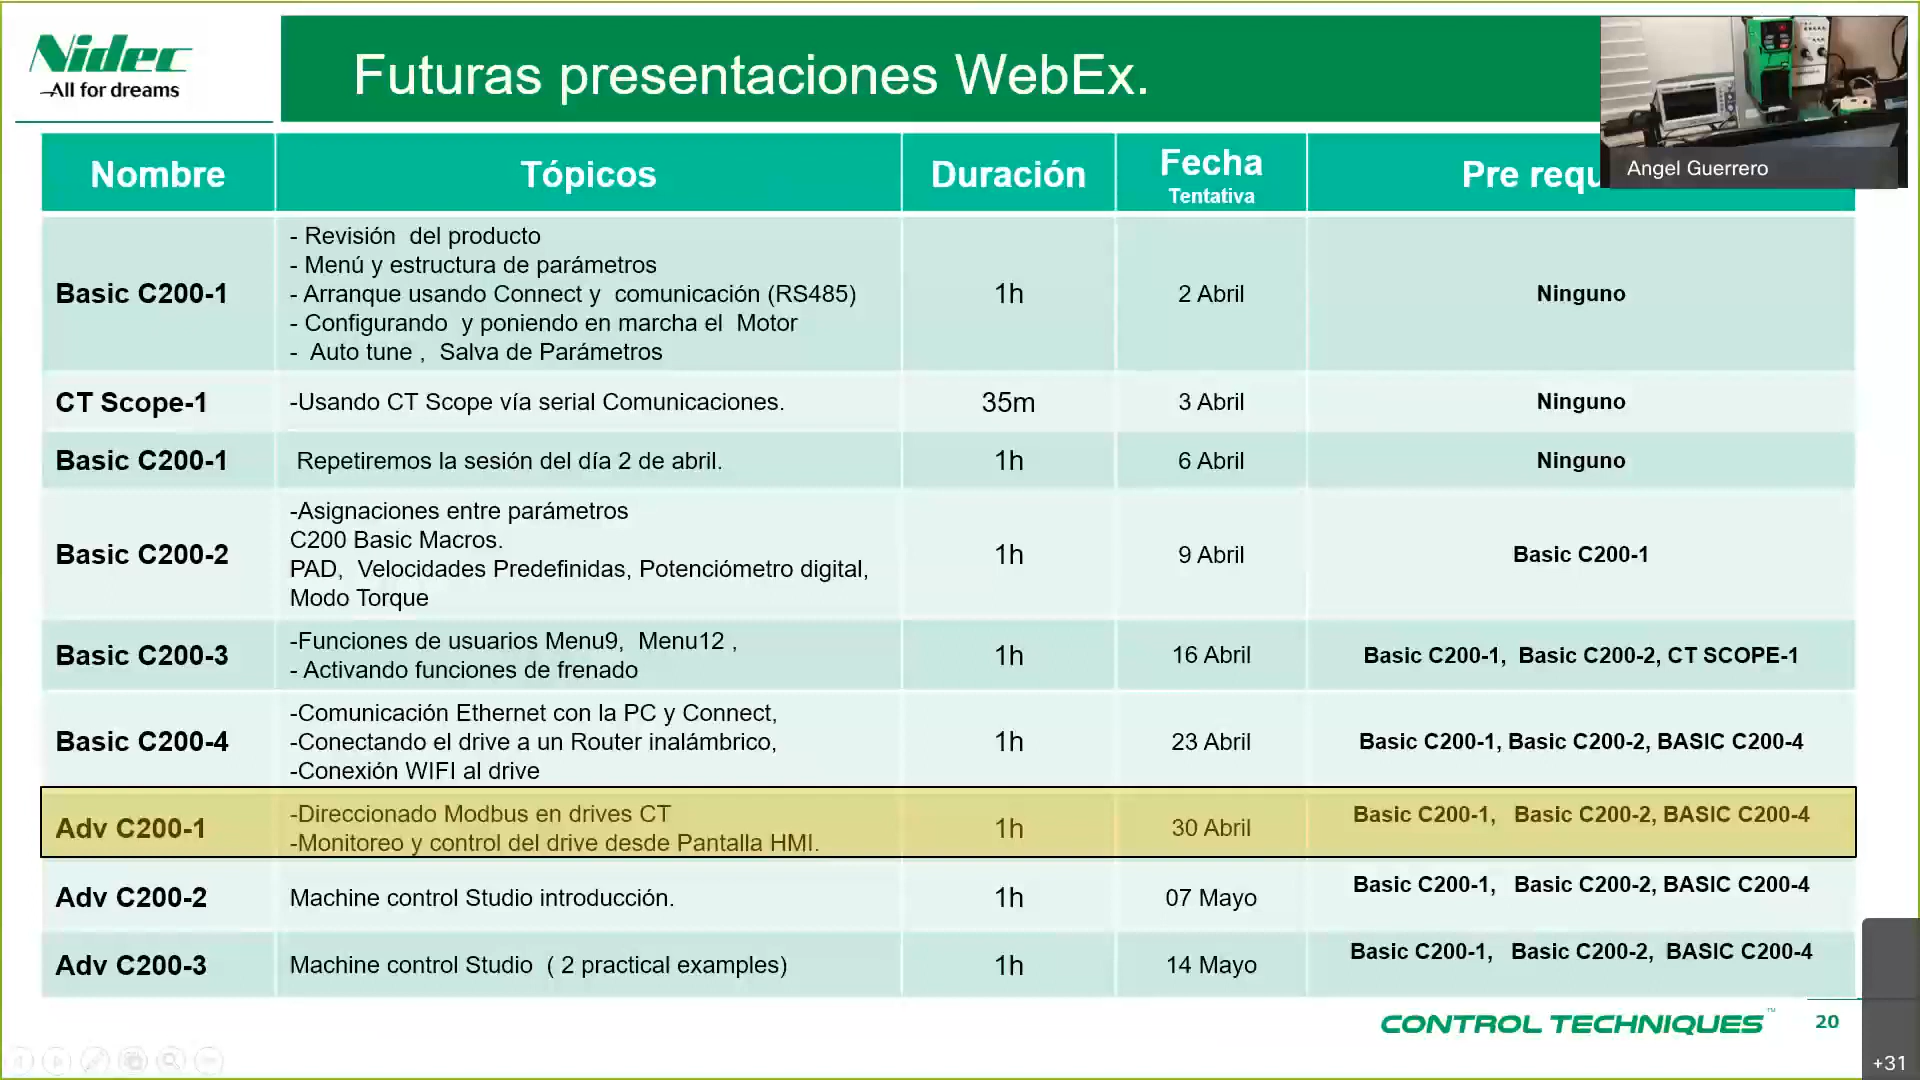 Nidec
All for dreams
Futuras presentaciones WebEx.
Angel Guerrero
Nombre
Tópicos
Duración
Fecha
Tentativa
Pre requ
Basic C200-1
- Revisión del producto
- Menú y estructura de parámetros
- Arranque usando Connect y comunicación (RS485)
- Configurando y poniendo en marcha el Motor
- Auto tune , Salva de Parámetros
1h
2 Abril
Ninguno
CT Scope-1
-Usando CT Scope vía serial Comunicaciones.
35m
3 Abril
Ninguno
Basic C200-1
Repetiremos la sesión del día 2 de abril.
1h
6 Abril
Ninguno
Basic C200-2
-Asignaciones entre parámetros
C200 Basic Macros.
PAD, Velocidades Predefinidas, Potenciómetro digital,
Modo Torque
1h
9 Abril
Basic C200-1
Basic C200-3
-Funciones de usuarios Menu9, Menu12 ,
- Activando funciones de frenado
1h
16 Abril
Basic C200-1, Basic C200-2, CT SCOPE-1
Basic C200-4
-Comunicación Ethernet con la PC y Connect,
-Conectando el drive a un Router inalámbrico,
-Conexión WIFI al drive
1h
23 Abril
Basic C200-1, Basic C200-2, BASIC C200-4
Adv C200-1
-Direccionado Modbus en drives CT
-Monitoreo y control del drive desde Pantalla HMI.
1h
30 Abril
Basic C200-1, Basic C200-2, BASIC C200-4
Adv C200-2
Machine control Studio introducción.
1h
07 Mayo
Basic C200-1, Basic C200-2, BASIC C200-4
Adv C200-3
Machine control Studio ( 2 practical examples)
1h
14 Mayo
Basic C200-1, Basic C200-2, BASIC C200-4
CONTROL TECHNIQUES™
20
+31